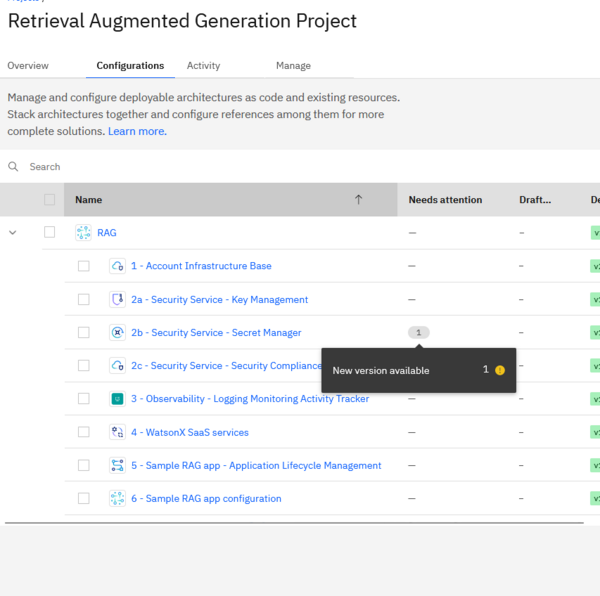 Retrieval Augmented Generation Project
Overview Configurations Activity Manage
Manage and configure deployable architectures as code and existing resources.
Stack architectures together and configure references among them for more
complete solutions. Learn more.
Search
Name Needs attention Draft...
RAG – –
1 - Account Infrastructure Base – –
2a - Security Service - Key Management – –
2b - Security Service - Secret Manager 1 –
2c - Security Service - Security Compliance –
New version available 1
3 - Observability - Logging Monitoring Activity Tracker – –
4 - WatsonX SaaS services – –
5 - Sample RAG app - Application Lifecycle Management – –
6 - Sample RAG app configuration – –